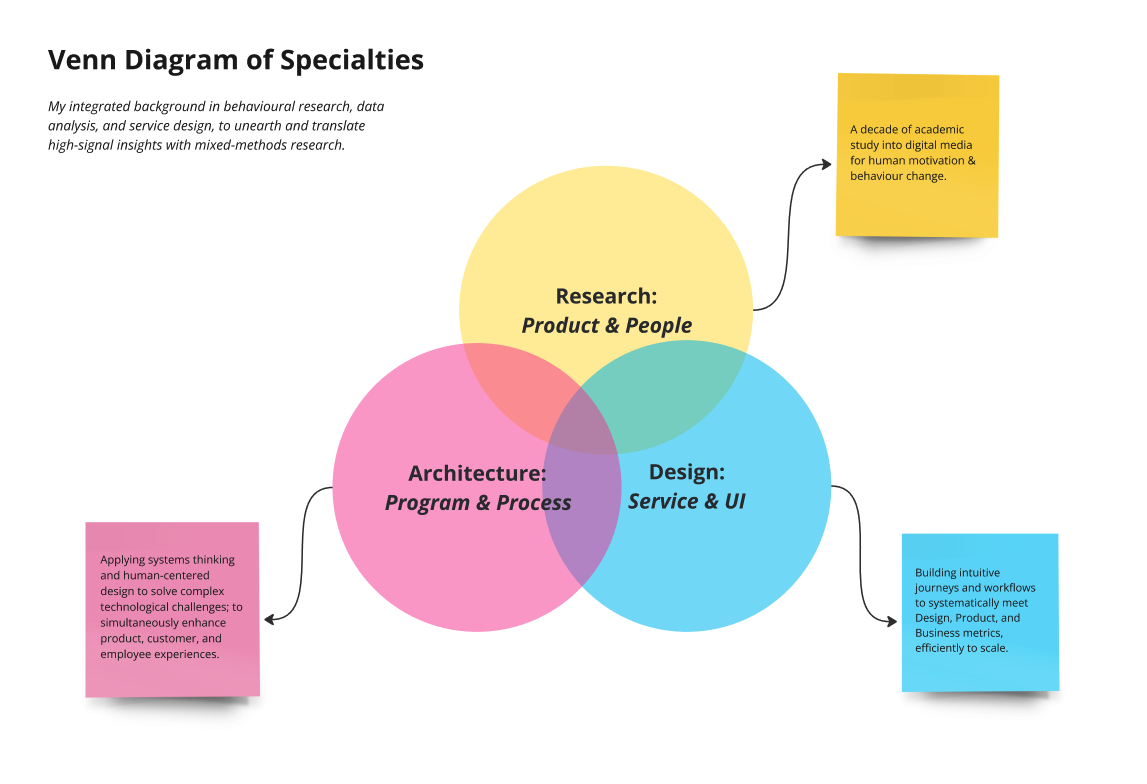 Venn Diagram of Specialties
My integrated background in behavioural research, data
analysis, and service design, to unearth and translate
high-signal insights with mixed-methods research.
A decade of academic
study into digital media
for human motivation &
behaviour change.
Research:
Product & People
Architecture:
Program & Process
Design:
Service & UI
Applying systems thinking
and human-centered
design to solve complex
technological challenges; to
simultaneously enhance
product, customer, and
employee experiences.
Building intuitive
journeys and workflows
to systematically meet
Design, Product, and
Business metrics,
efficiently to scale.